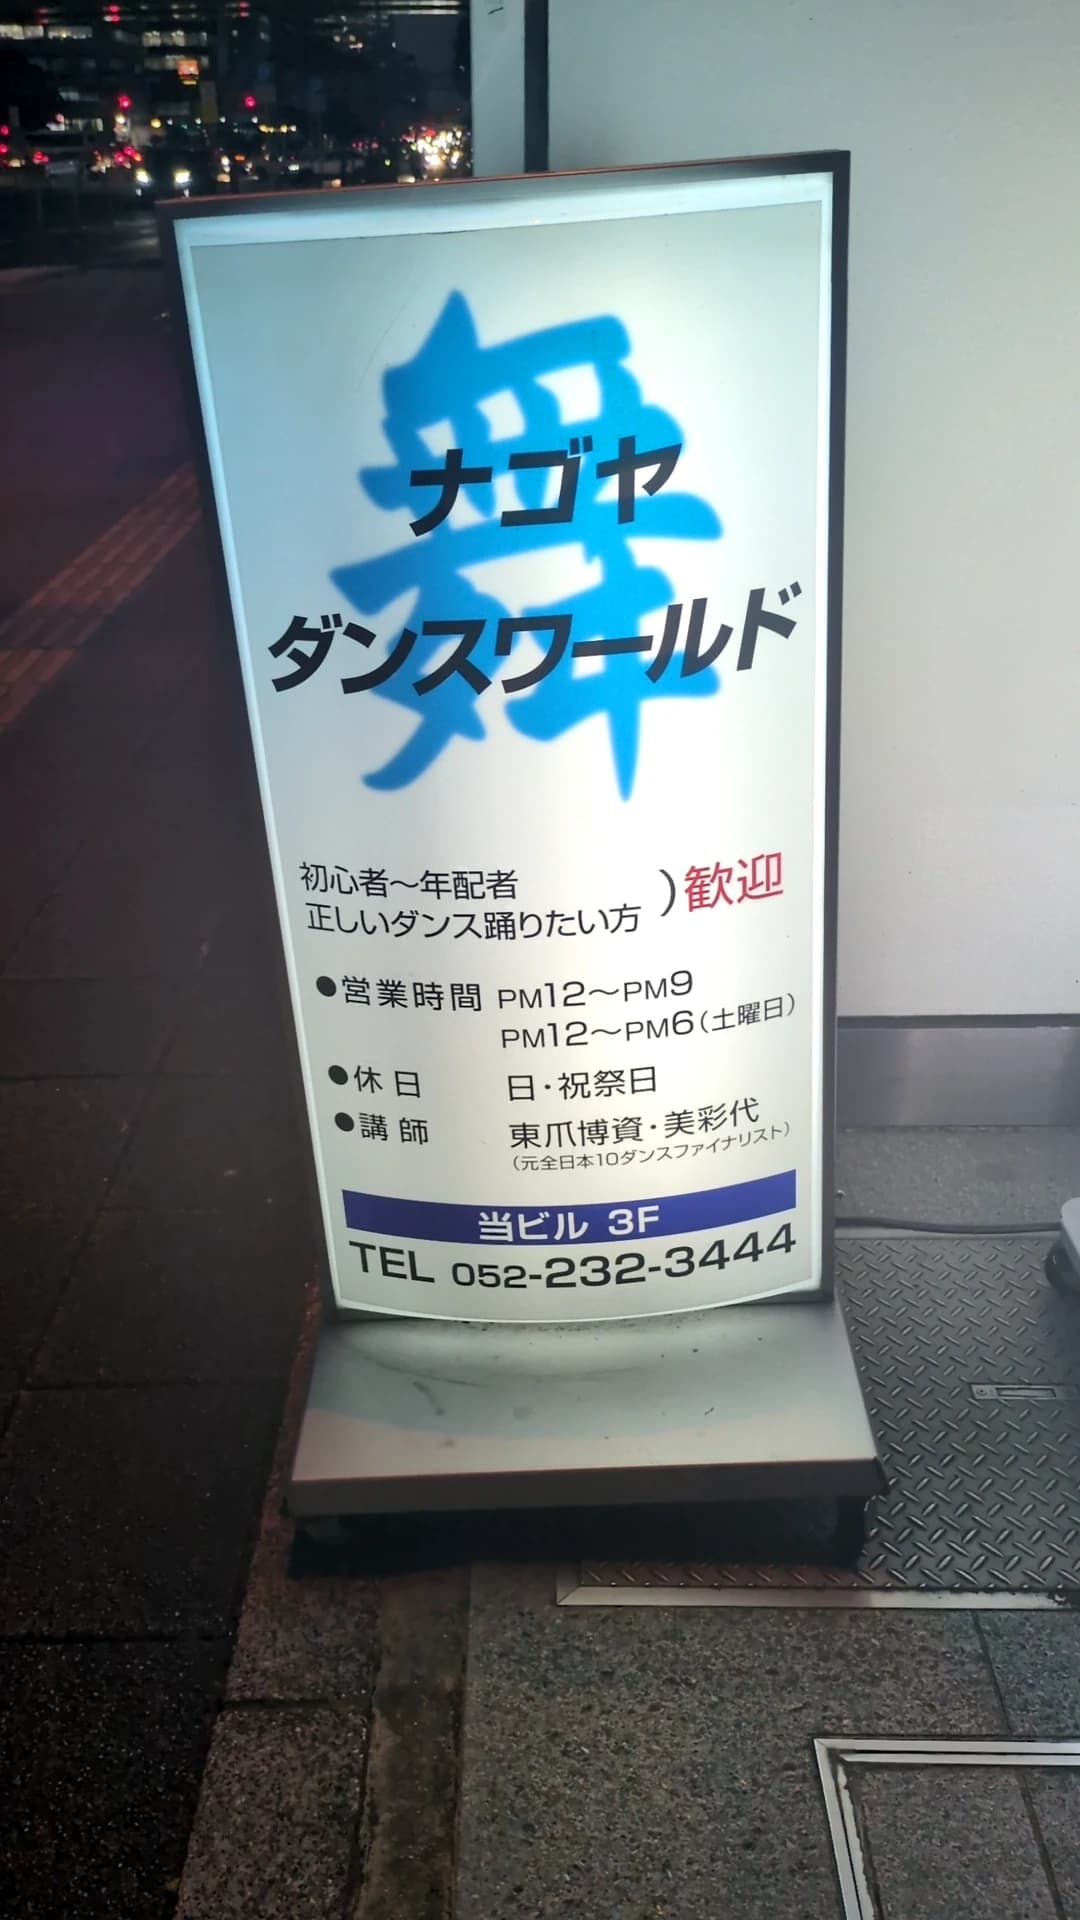 舞
ナゴヤ
ダンスワールド
初心者～年配者
正しいダンス踊りたい方
)歓迎
●営業時間 PM12～PM9
PM12～PM6(土曜日)
●休日 日・祝祭日
●講師 東爪博資・美彩代
(元全日本10ダンスファイナリスト)
当ビル 3F
TEL 052-232-3444